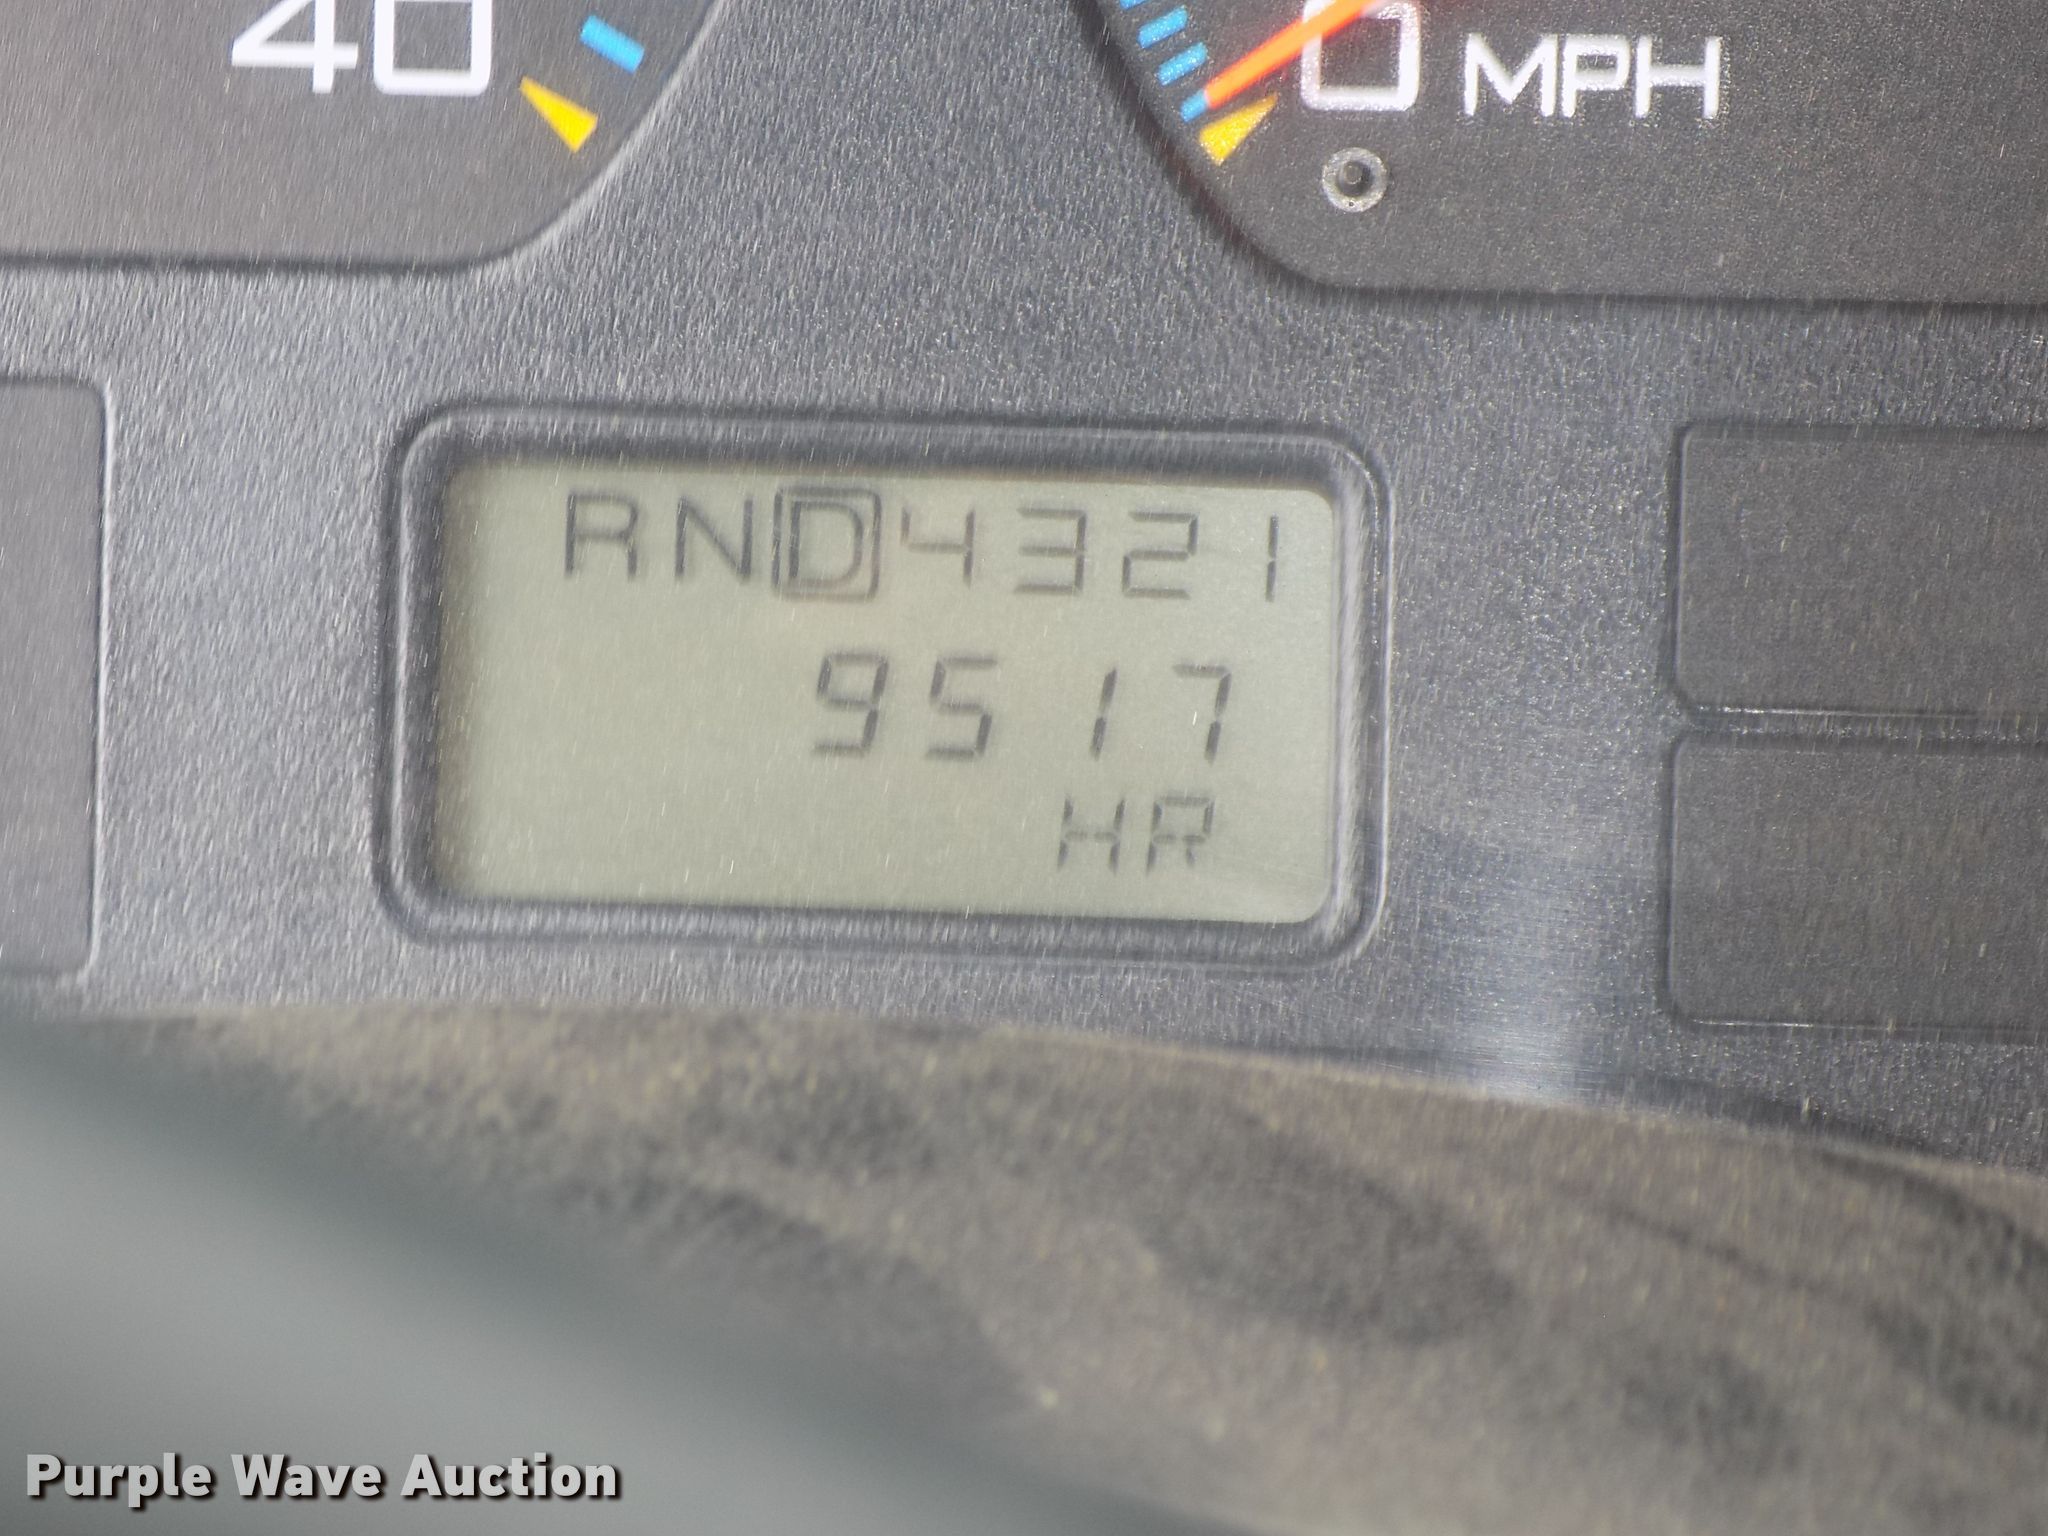 40
0 MPH
RND4321
9517
HR
Purple Wave Auction